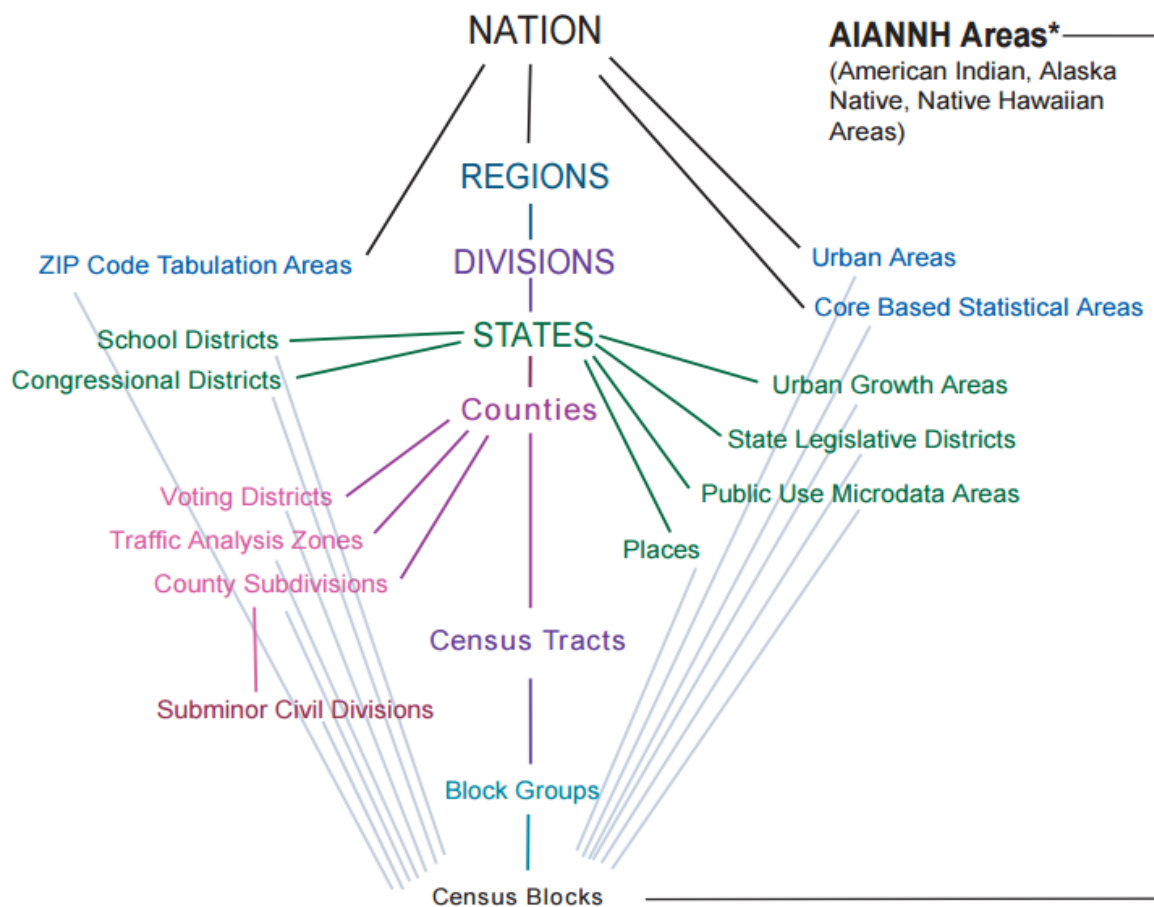 NATION
AIANNH Areas*
(American Indian, Alaska
Native, Native Hawaiian
Areas)
REGIONS
ZIP Code Tabulation Areas
DIVISIONS
Urban Areas
Core Based Statistical Areas
School Districts
STATES
Congressional Districts
Urban Growth Areas
Counties
State Legislative Districts
Voting Districts
Public Use Microdata Areas
Traffic Analysis Zones
Places
County Subdivisions
Census Tracts
Subminor Civil Divisions
Block Groups
Census Blocks